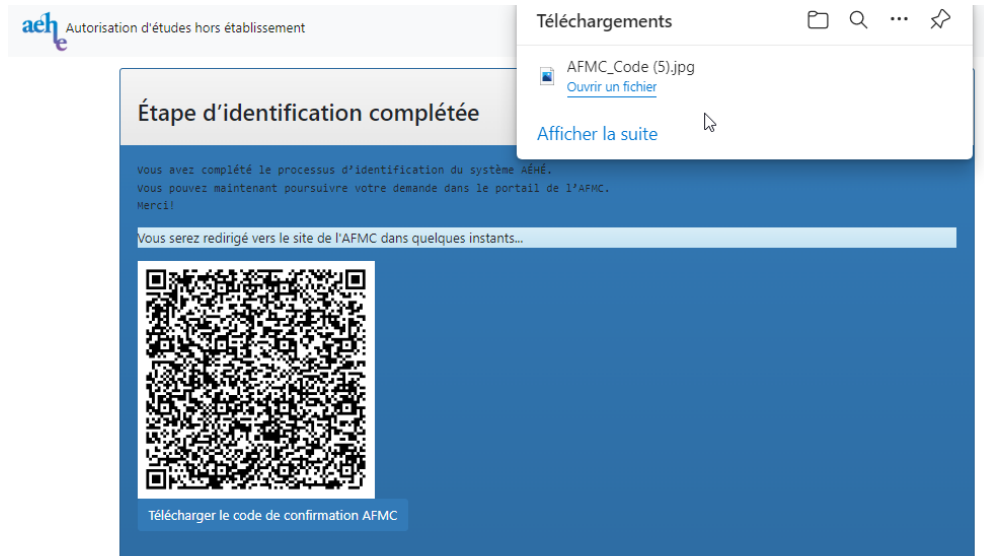 aéhe Autorisation d'études hors établissement
Téléchargements
AFMC_Code (5).jpg
Ouvrir un fichier
Afficher la suite
Étape d’identification complétée
Vous avez complété le processus d’identification du système AÉHÉ.
Vous pouvez maintenant poursuivre votre demande dans le portail de l’AFMC.
Merci!
Vous serez redirigé vers le site de l'AFMC dans quelques instants...
Télécharger le code de confirmation AFMC